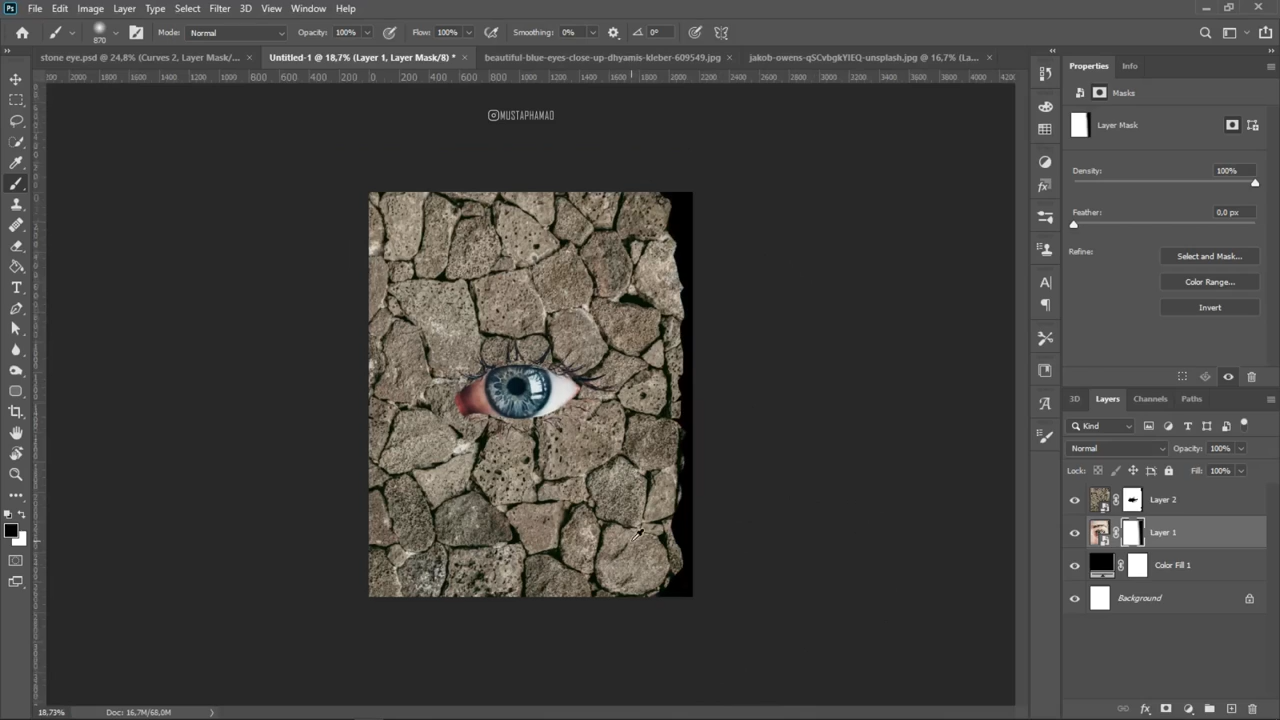 Ps File Edit Image Layer Type Select Filter 3D View Window Help
870 Mode: Normal Opacity: 100% Flow: 100% Smoothing: 0% 0°
stone eye.psd @ 24,8% (Curves 2, Layer Mask/... × Untitled-1 @ 18,7% (Layer 1, Layer Mask/8) * × beautiful-blue-eyes-close-up-dhyamis-kleber-609549.jpg × jakob-owens-qSCvbgkYIEQ-unsplash.jpg @ 16,7% (La... ×
MUSTAPHAMAD
Properties Info
Masks
Layer Mask
Density: 100%
Feather: 0,0 px
Refine: Select and Mask...
Color Range...
Invert
3D Layers Channels Paths
Kind
Normal Opacity: 100%
Lock: Fill: 100%
Layer 2
Layer 1
Color Fill 1
Background
18,73% Doc: 16,7M/68,0M